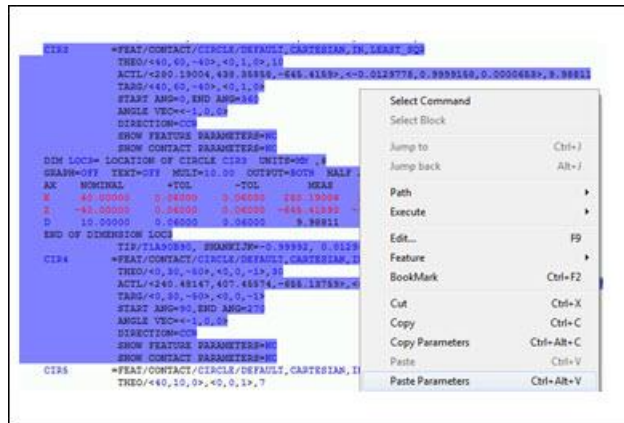 CIR3 =FEAT/CONTACT/CIRCLE/DEFAULT,CARTESIAN,IN,LEAST_SQR
THEO/<40,60,-40>,<0,1,0>,10
ACTL/<280.19004,438.35858,-645.4159>,<-0.0129778,0.9999158,0.0000653>,9.98811
TARG/<40,60,-40>,<0,1,0>
START ANG=0,END ANG=360
ANGLE VEC=<-1,0,0>
DIRECTION=CCW
SHOW FEATURE PARAMETERS=NO
SHOW CONTACT PARAMETERS=NO
DIM LOC3= LOCATION OF CIRCLE CIR3 UNITS=MM ,$
GRAPH=OFF TEXT=OFF MULT=10.00 OUTPUT=BOTH HALF
AX NOMINAL +TOL -TOL MEAS
X 40.00000 0.06000 0.06000 280.19004
Z -40.00000 0.06000 0.06000 -645.41590
D 10.00000 0.06000 0.06000 9.98811
END OF DIMENSION LOC3
TIP/T1A90B90, SHANKIJK=-0.99992, 0.0129
CIR4 =FEAT/CONTACT/CIRCLE/DEFAULT,CARTESIAN,IN
THEO/<0,30,-50>,<0,0,-1>,30
ACTL/<240.48147,407.45574,-655.13753>,<
TARG/<0,30,-50>,<0,0,-1>
START ANG=90,END ANG=270
ANGLE VEC=<-1,0,0>
DIRECTION=CCW
SHOW FEATURE PARAMETERS=NO
SHOW CONTACT PARAMETERS=NO
CIR5 =FEAT/CONTACT/CIRCLE/DEFAULT,CARTESIAN,IN
THEO/<40,10,0>,<0,0,1>,7
Select Command
Select Block
Jump to Ctrl+J
Jump back Alt+J
Path
Execute
Edit... F9
Feature
BookMark Ctrl+F2
Cut Ctrl+X
Copy Ctrl+C
Copy Parameters Ctrl+Alt+C
Paste Ctrl+V
Paste Parameters Ctrl+Alt+V